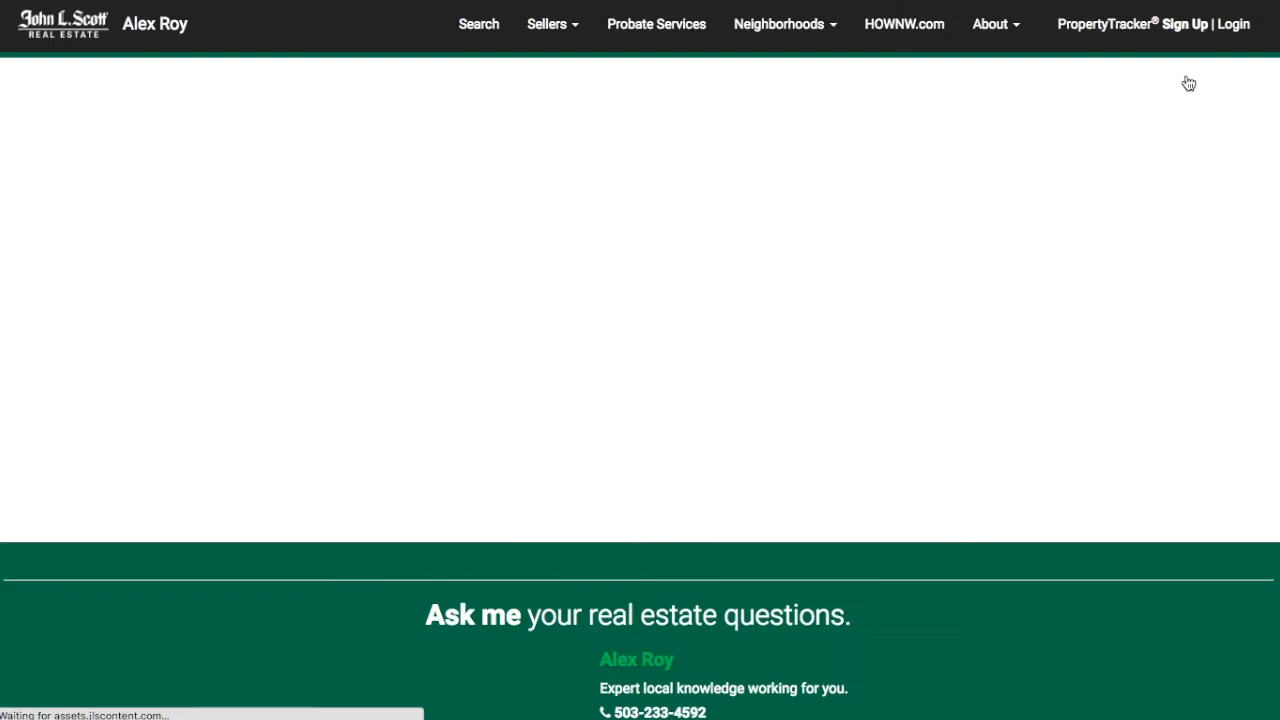 John L. Scott
REAL ESTATE
Alex Roy
Search
Sellers
Probate Services
Neighborhoods
HOWNW.com
About
PropertyTracker® Sign Up | Login
Ask me your real estate questions.
Alex Roy
Expert local knowledge working for you.
503-233-4592
Waiting for assets.jlscontent.com...